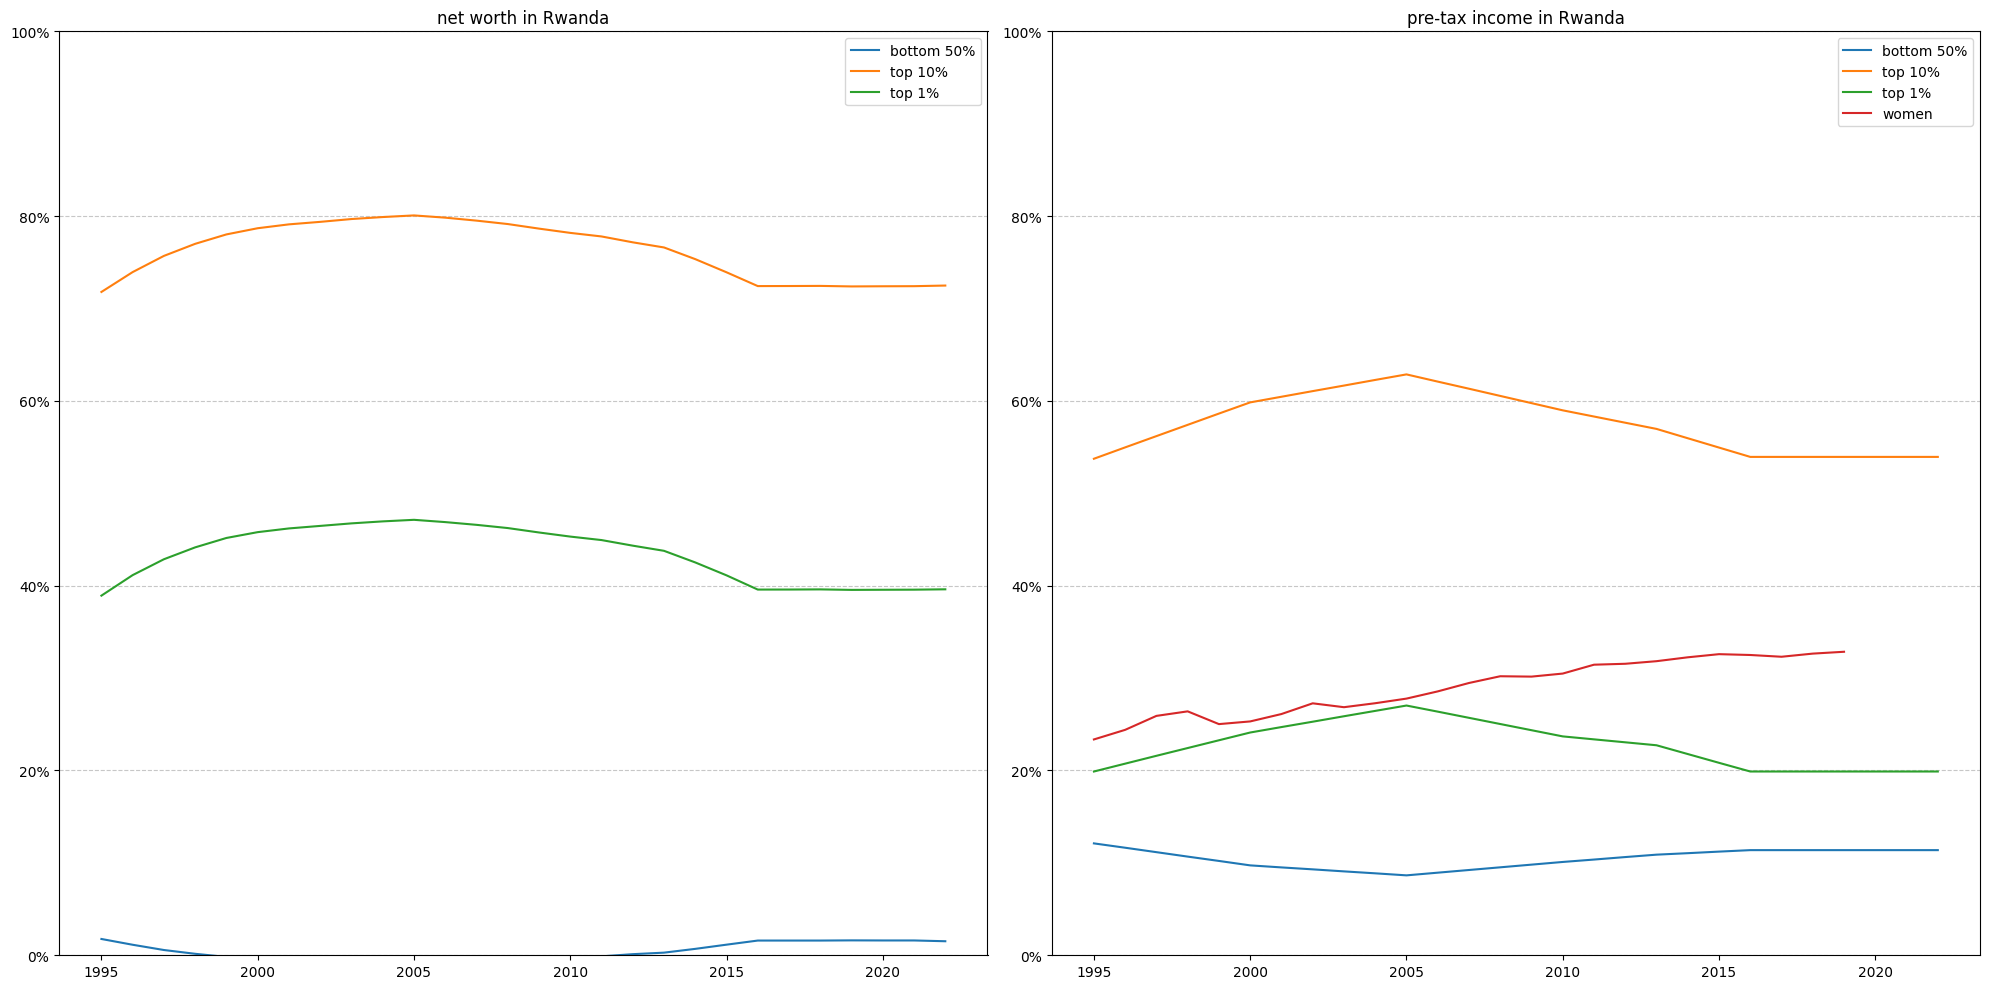 net worth in Rwanda
100%
80%
60%
40%
20%
0%
1995 2000 2005 2010 2015 2020
bottom 50%
top 10%
top 1%
pre-tax income in Rwanda
100%
80%
60%
40%
20%
0%
1995 2000 2005 2010 2015 2020
bottom 50%
top 10%
top 1%
women